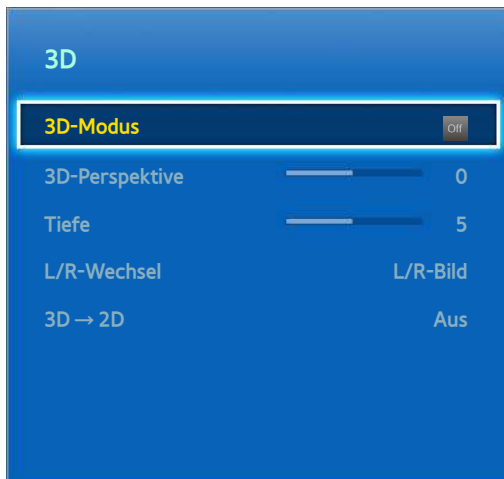 3D
3D-Modus Off
3D-Perspektive 0
Tiefe 5
L/R-Wechsel L/R-Bild
3D → 2D Aus